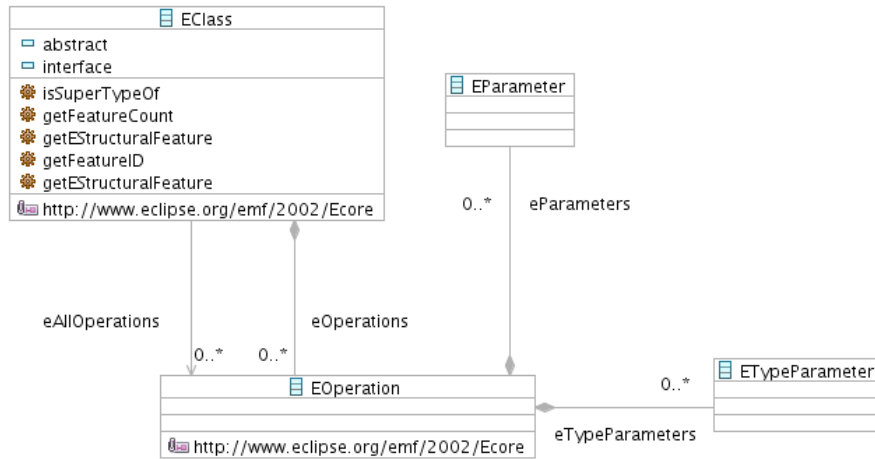 EClass
abstract
interface
isSuperTypeOf
getFeatureCount
getEStructuralFeature
getFeatureID
getEStructuralFeature
http://www.eclipse.org/emf/2002/Ecore
EParameter
0..*
eParameters
eAllOperations
eOperations
0..*
0..*
EOperation
http://www.eclipse.org/emf/2002/Ecore
0..*
ETypeParameter
eTypeParameters